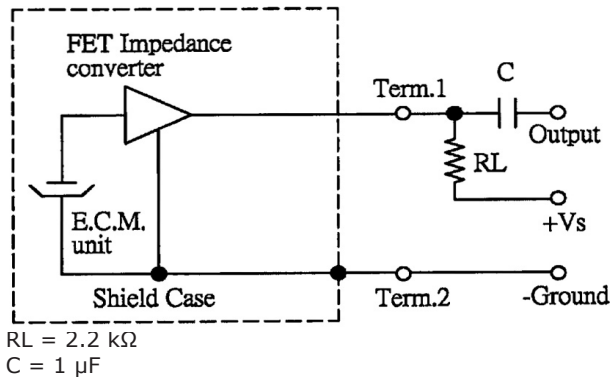 FET Impedance
converter
C
Term.1
Output
RL
+Vs
E.C.M.
unit
Shield Case
Term.2
-Ground
RL = 2.2 kΩ
C = 1 µF